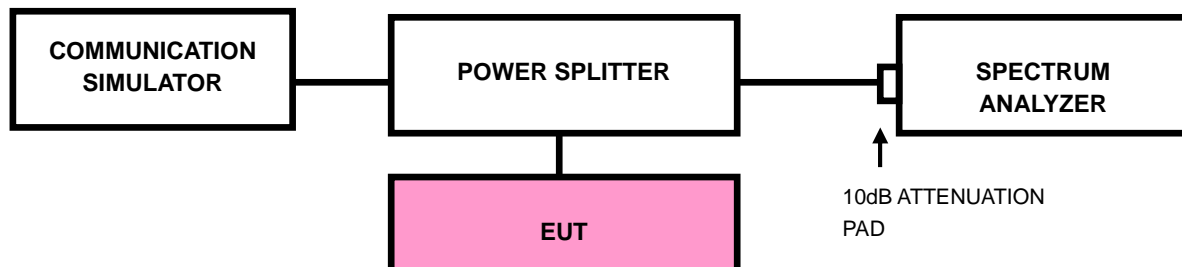 COMMUNICATION
SIMULATOR
POWER SPLITTER
SPECTRUM
ANALYZER
10dB ATTENUATION
PAD
EUT